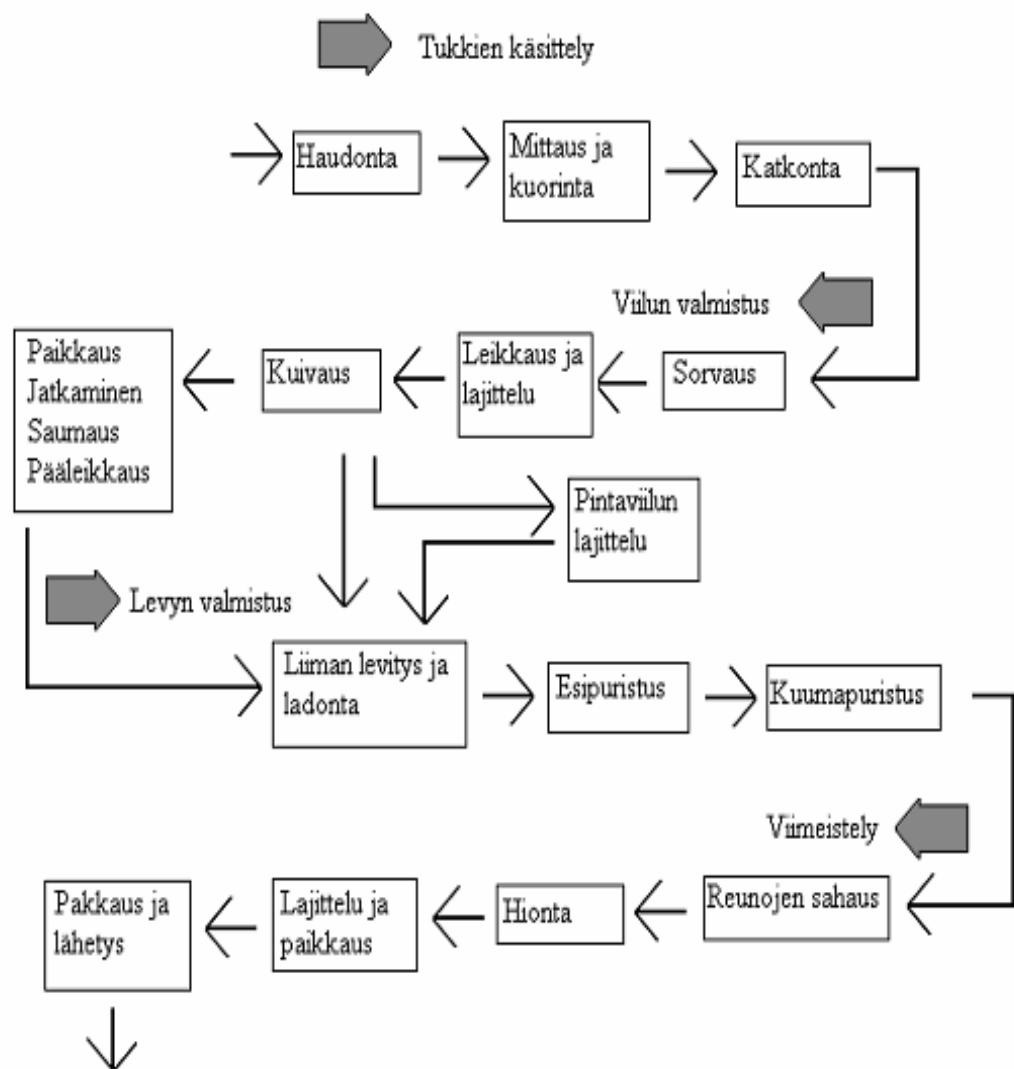 Tukkien käsittely
Haudonta
Mittaus ja
kuorinta
Katkonta
Viilun valmistus
Sorvaus
Leikkaus ja
lajittelu
Kuivaus
Paikkaus
Jatkaminen
Saumaus
Pääleikkaus
Pintaviilun
lajittelu
Levyn valmistus
Liiman levitys ja
ladonta
Esipuristus
Kuumapuristus
Viimeistely
Reunojen sahaus
Hionta
Lajittelu ja
paikkaus
Pakkaus ja
lähetys